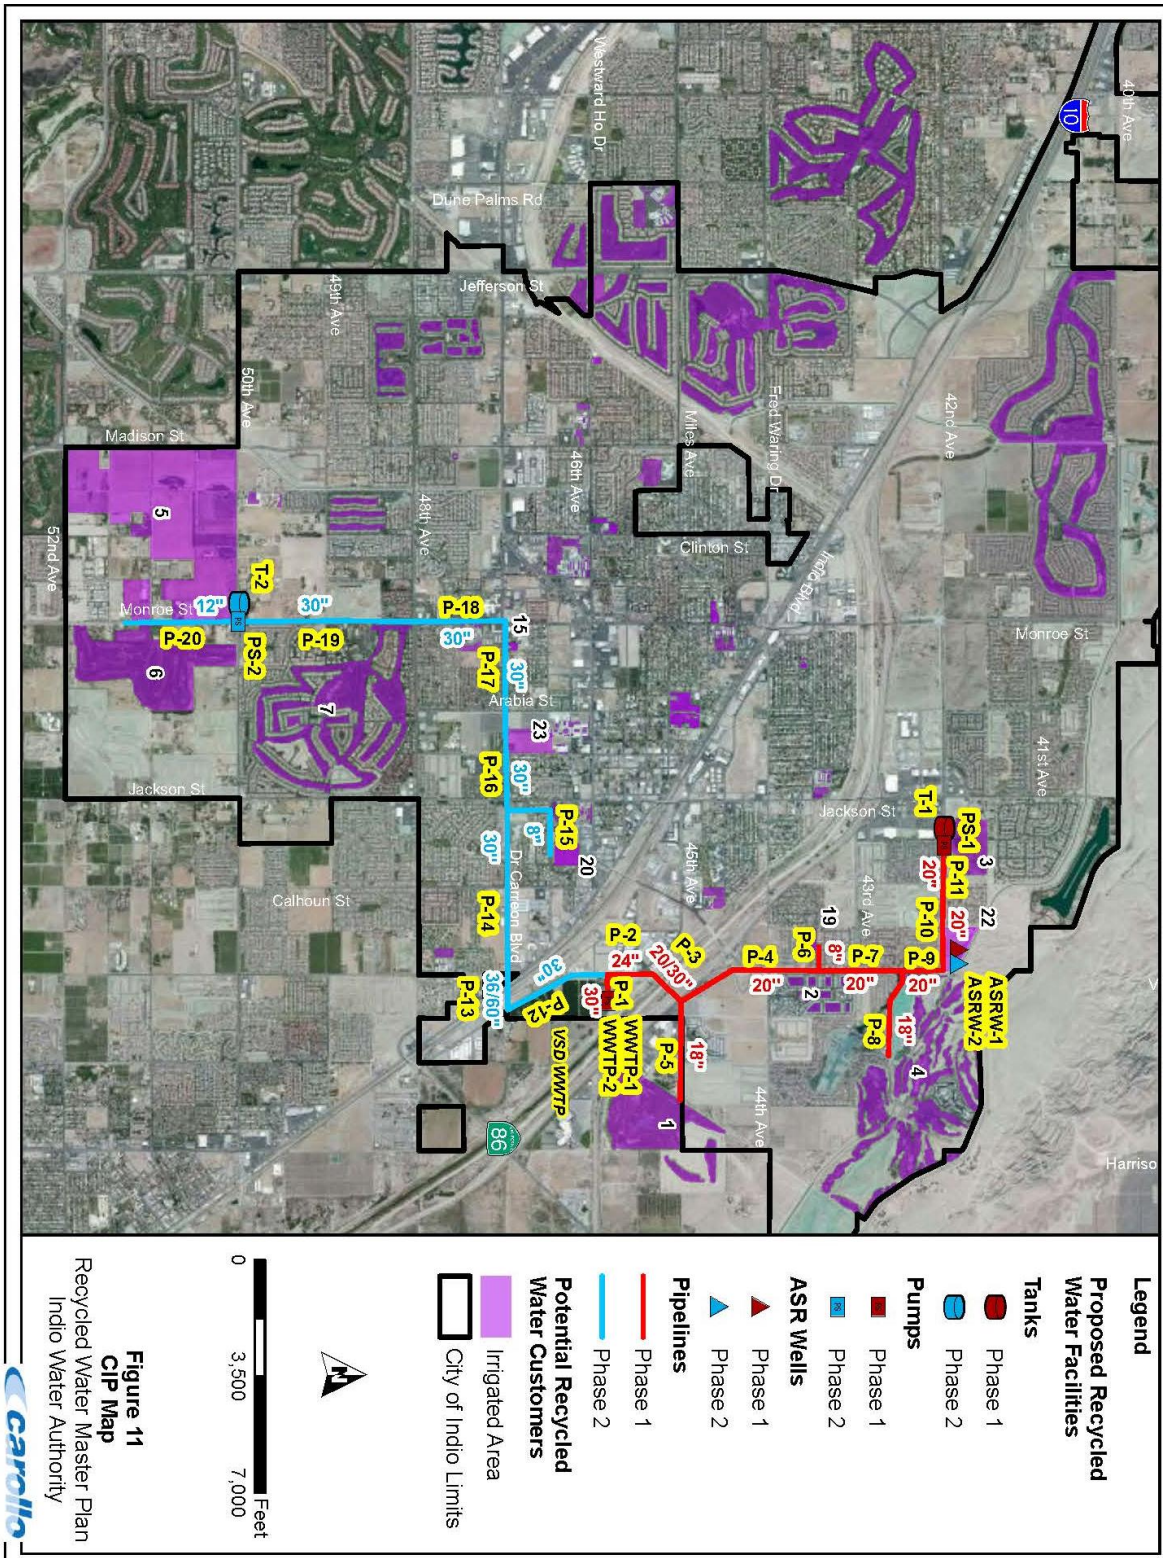 40th Ave
10
Westward Ho Dr
Dune Palms Rd
Jefferson St
49th Ave
50th Ave
42nd Ave
Fred Waring Dr
Miles Ave
46th Ave
48th Ave
Madison St
52nd Ave
Clinton St
Indio Blvd
Monroe St
41st Ave
5
T-2
12"
30"
P-18
15
Monroe St
PS
P-20
PS-2
P-19
30"
P-17
30"
6
7
Arabia St
23
P-16
30"
Jackson St
Jackson St
T-1
PS-1
PS
3
P-15
8"
20
30"
Dr Carreon Blvd
45th Ave
43rd Ave
20"
P-11
P-10
20"
22
Calhoun St
P-14
19
P-2
24"
P-3
20/30"
P-4
20"
P-6
8"
P-7
20"
P-9
20"
ASRW-1
ASRW-2
P-13
36/60"
30"
P-12
P-1
30"
WWTP-1
WWTP-2
VSD WWTP
P-5
18"
2
P-8
18"
4
1
44th Ave
86
Harriso
Legend
Proposed Recycled
Water Facilities
Tanks
Phase 1
Phase 2
Pumps
PS
Phase 1
PS
Phase 2
ASR Wells
Phase 1
Phase 2
Pipelines
Phase 1
Phase 2
Potential Recycled
Water Customers
Irrigated Area
City of Indio Limits
N
0
3,500
7,000
Feet
Figure 11
CIP Map
Recycled Water Master Plan
Indio Water Authority
carollo